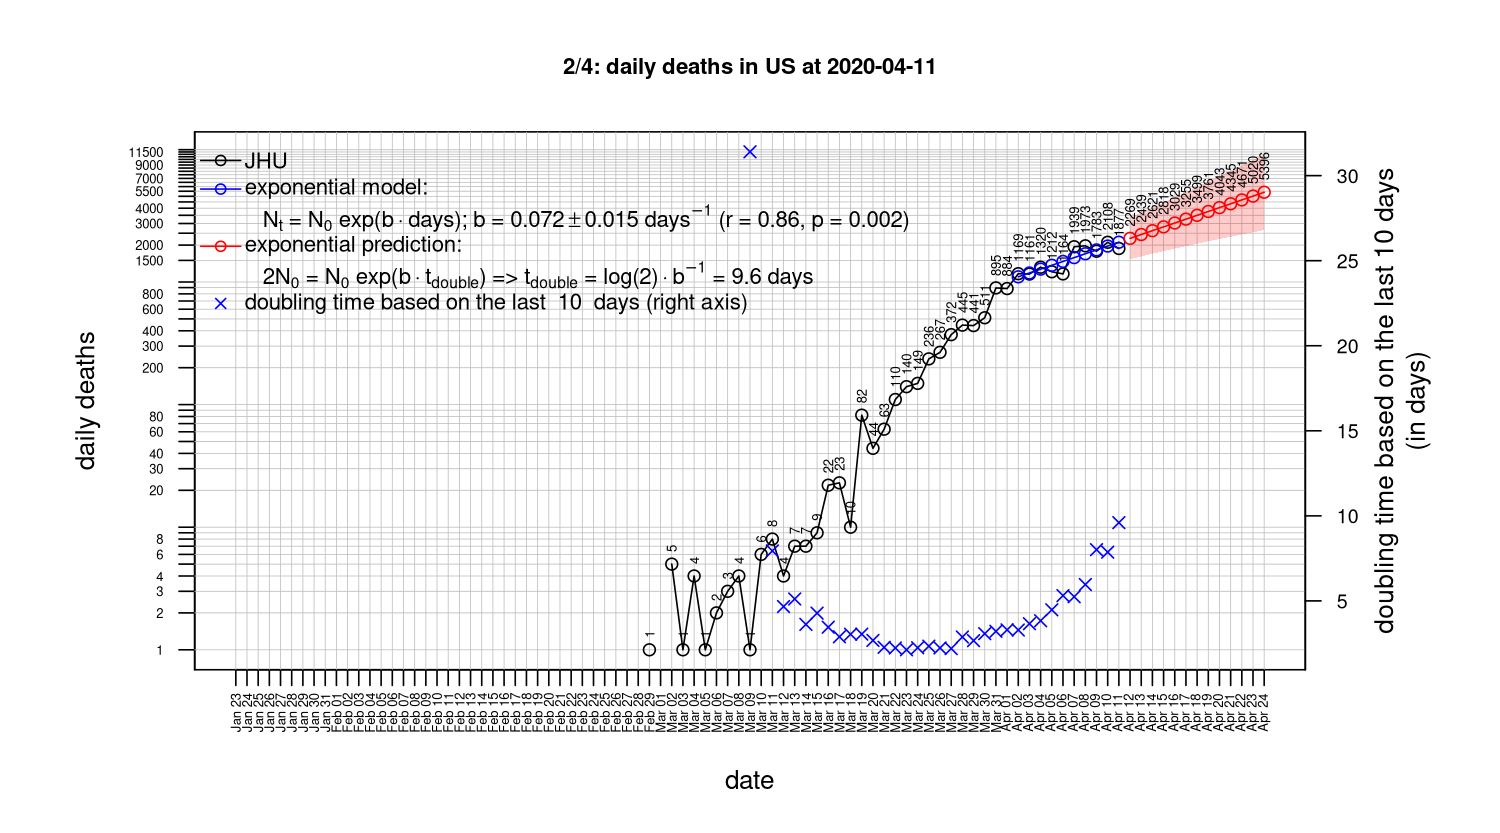 2/4: daily deaths in US at 2020-04-11
JHU
exponential model:
Nt = N0 exp(b · days); b = 0.072 ± 0.015 days−1 (r = 0.86, p = 0.002)
exponential prediction:
2N0 = N0 exp(b · tdouble) => tdouble = log(2) · b−1 = 9.6 days
doubling time based on the last 10 days (right axis)
daily deaths
11500
9000
7000
5500
4000
3000
2000
1500
800
600
400
300
200
80
60
40
30
20
8
6
4
3
2
1
1
5
1
4
1
2
3
4
1
6
8
4
7
7
9
22
23
10
82
44
63
110
140
149
236
267
372
445
441
511
895
884
1169
1161
1320
1212
1164
1939
1973
1783
2108
1877
2269
2439
2621
2818
3029
3255
3499
3761
4043
4345
4671
5020
5396
30
25
20
15
10
5
doubling time based on the last 10 days
(in days)
Jan 23
Jan 24
Jan 25
Jan 26
Jan 27
Jan 28
Jan 29
Jan 30
Jan 31
Feb 01
Feb 02
Feb 03
Feb 04
Feb 05
Feb 06
Feb 07
Feb 08
Feb 09
Feb 10
Feb 11
Feb 12
Feb 13
Feb 14
Feb 15
Feb 16
Feb 17
Feb 18
Feb 19
Feb 20
Feb 21
Feb 22
Feb 23
Feb 24
Feb 25
Feb 26
Feb 27
Feb 28
Feb 29
Mar 01
Mar 02
Mar 03
Mar 04
Mar 05
Mar 06
Mar 07
Mar 08
Mar 09
Mar 10
Mar 11
Mar 12
Mar 13
Mar 14
Mar 15
Mar 16
Mar 17
Mar 18
Mar 19
Mar 20
Mar 21
Mar 22
Mar 23
Mar 24
Mar 25
Mar 26
Mar 27
Mar 28
Mar 29
Mar 30
Mar 31
Apr 01
Apr 02
Apr 03
Apr 04
Apr 05
Apr 06
Apr 07
Apr 08
Apr 09
Apr 10
Apr 11
Apr 12
Apr 13
Apr 14
Apr 15
Apr 16
Apr 17
Apr 18
Apr 19
Apr 20
Apr 21
Apr 22
Apr 23
Apr 24
date